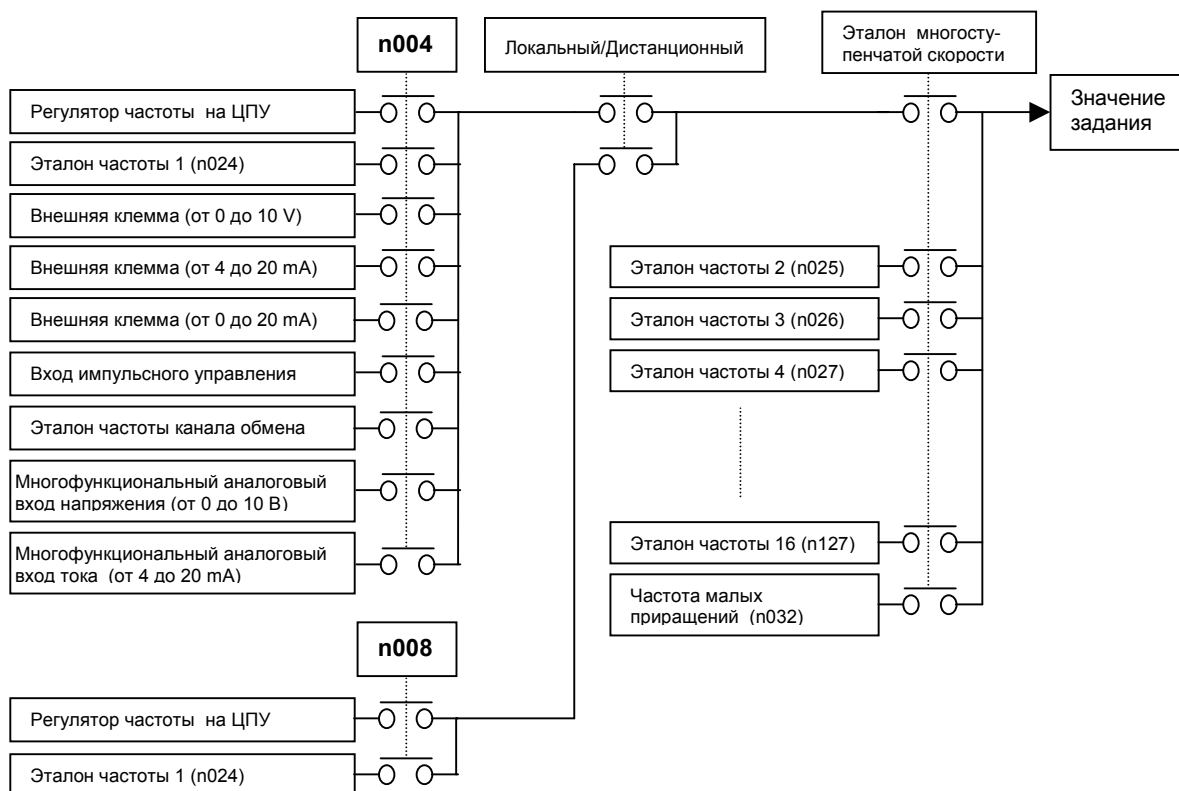 n004
Локальный/Дистанционный
Эталон многосту-
пенчатой скорости
Значение
задания
Регулятор частоты на ЦПУ
Эталон частоты 1 (n024)
Внешняя клемма (от 0 до 10 V)
Внешняя клемма (от 4 до 20 mA)
Внешняя клемма (от 0 до 20 mA)
Вход импульсного управления
Эталон частоты канала обмена
Многофункциональный аналоговый
вход напряжения (от 0 до 10 В)
Многофункциональный аналоговый
вход тока (от 4 до 20 mA)
Эталон частоты 2 (n025)
Эталон частоты 3 (n026)
Эталон частоты 4 (n027)
Эталон частоты 16 (n127)
Частота малых
приращений (n032)
n008
Регулятор частоты на ЦПУ
Эталон частоты 1 (n024)